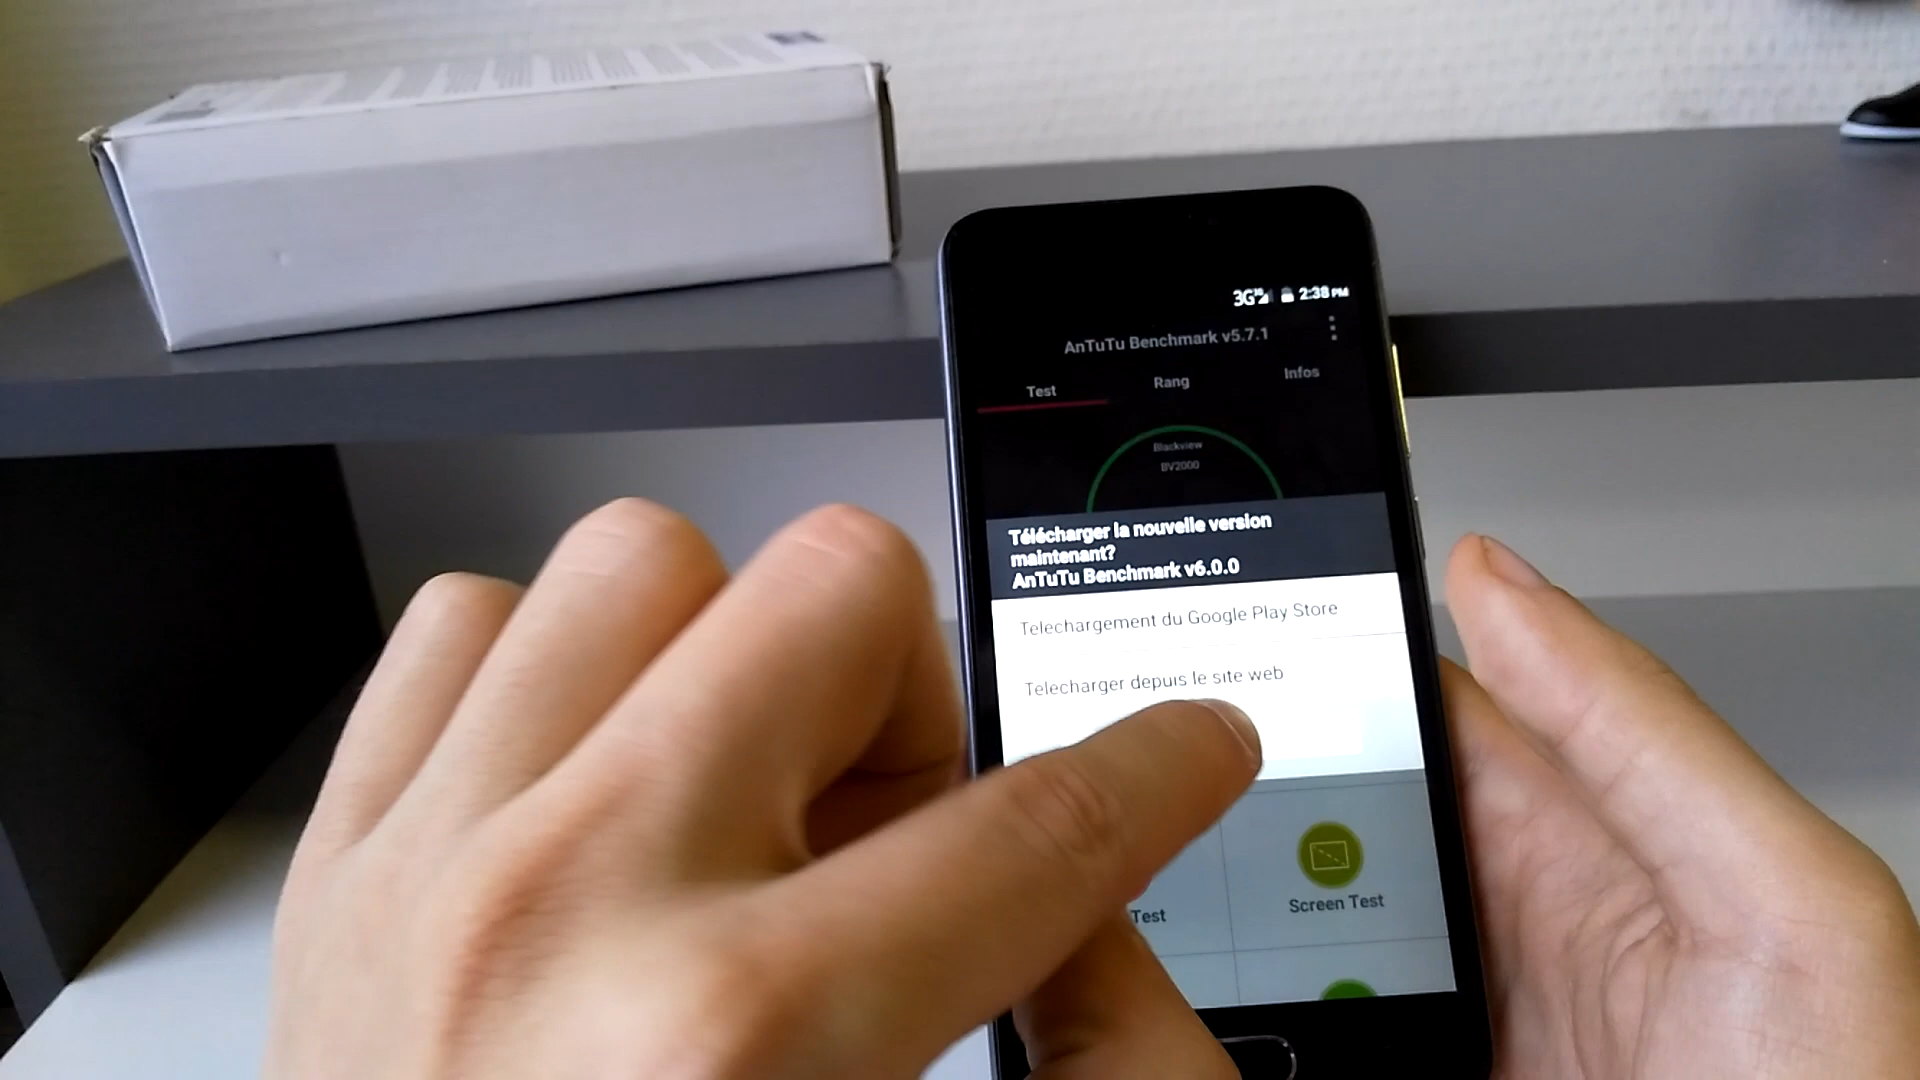 3G 2:38 PM
AnTuTu Benchmark v5.7.1
Test Rang Infos
Blackview
BV2000
Télécharger la nouvelle version
maintenant?
AnTuTu Benchmark v6.0.0
Telechargement du Google Play Store
Telecharger depuis le site web
Test Screen Test